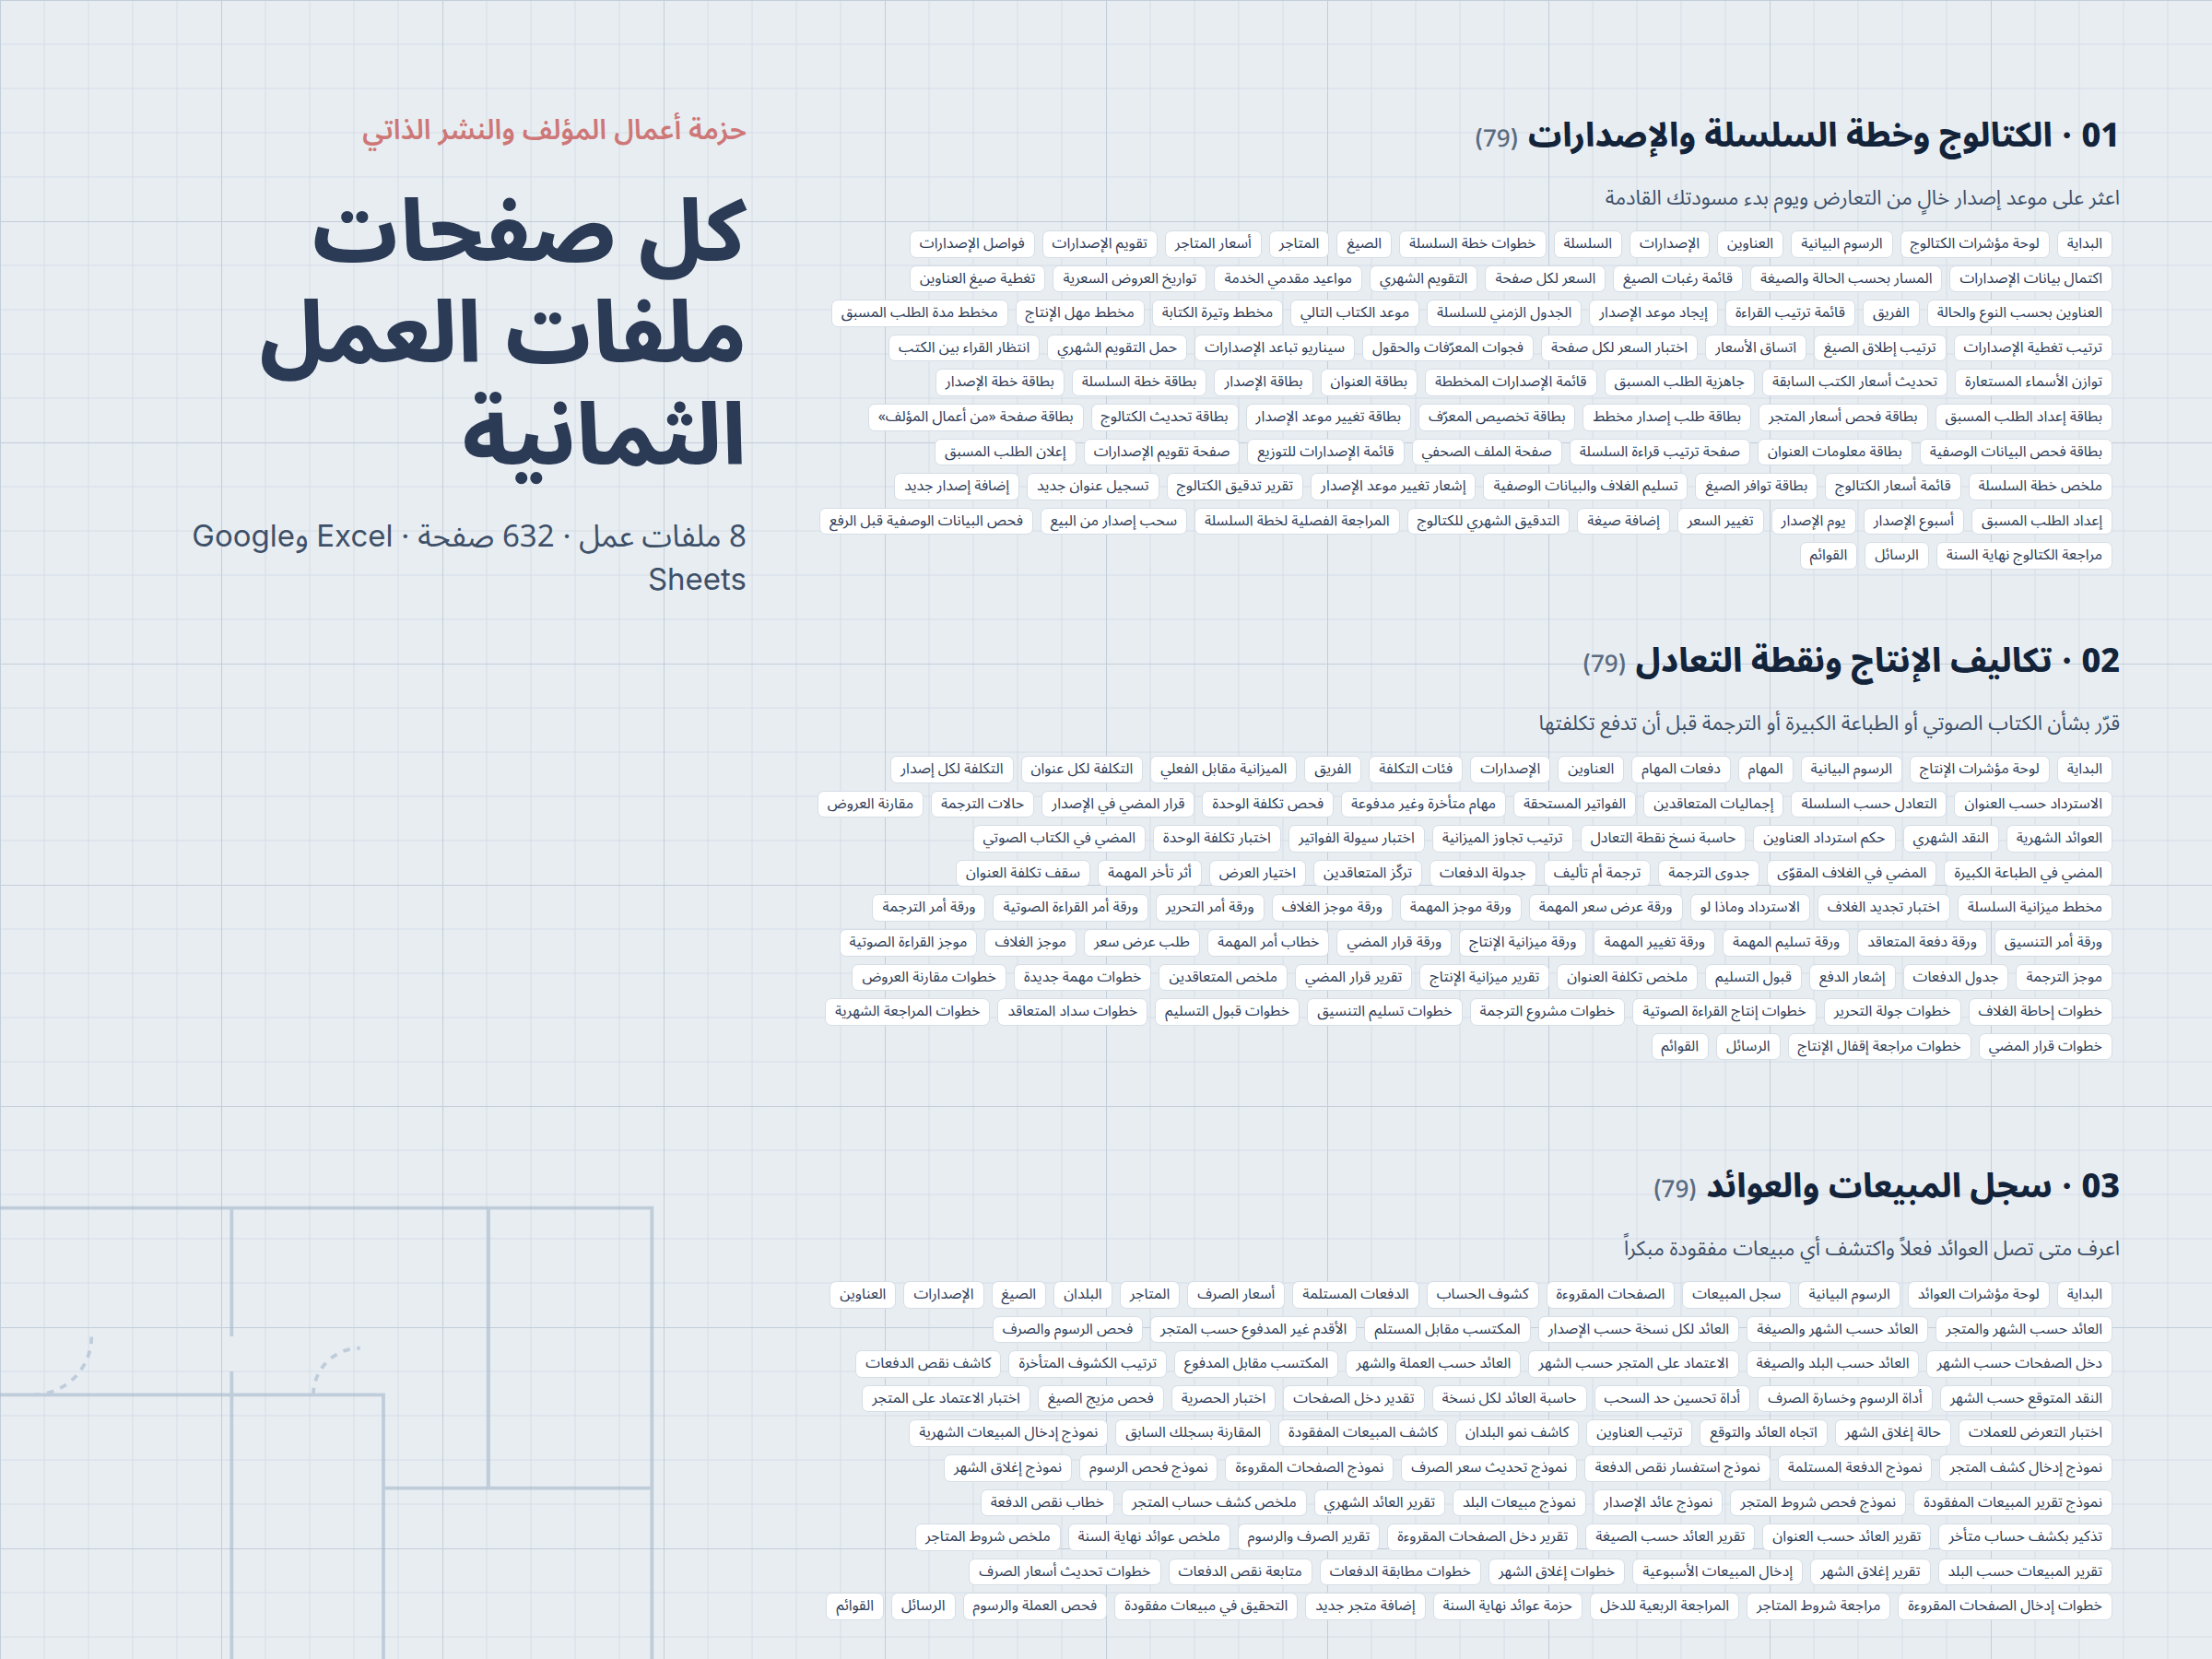 حزمة أعمال المؤلف والنشر الذاتي
كل صفحات
ملفات العمل
الثمانية
8 ملفات عمل · 632 صفحة · Excel وGoogle
Sheets
01 · الكتالوج وخطة السلسلة والإصدارات (79)
اعثر على موعد إصدار خالٍ من التعارض ويوم بدء مسودتك القادمة
البداية لوحة مؤشرات الكتالوج الرسوم البيانية العناوين الإصدارات السلسلة خطوات خطة السلسلة الصيغ المتاجر أسعار المتاجر تقويم الإصدارات فواصل الإصدارات
اكتمال بيانات الإصدارات المسار بحسب الحالة والصيغة قائمة رغبات الصيغ السعر لكل صفحة التقويم الشهري مواعيد مقدمي الخدمة تواريخ العروض السعرية تغطية صيغ العناوين
العناوين بحسب النوع والحالة الفريق قائمة ترتيب القراءة إيجاد موعد الإصدار الجدول الزمني للسلسلة موعد الكتاب التالي مخطط وتيرة الكتابة مخطط مهل الإنتاج مخطط مدة الطلب المسبق
ترتيب تغطية الإصدارات ترتيب إطلاق الصيغ اتساق الأسعار اختبار السعر لكل صفحة فجوات المعرّفات والحقول سيناريو تباعد الإصدارات حمل التقويم الشهري انتظار القراء بين الكتب
توازن الأسماء المستعارة تحديث أسعار الكتب السابقة جاهزية الطلب المسبق قائمة الإصدارات المخططة بطاقة العنوان بطاقة الإصدار بطاقة خطة السلسلة بطاقة خطة الإصدار
بطاقة إعداد الطلب المسبق بطاقة فحص أسعار المتجر بطاقة طلب إصدار مخطط بطاقة تخصيص المعرّف بطاقة تغيير موعد الإصدار بطاقة تحديث الكتالوج بطاقة صفحة «من أعمال المؤلف»
بطاقة فحص البيانات الوصفية بطاقة معلومات العنوان صفحة ترتيب قراءة السلسلة صفحة الملف الصحفي قائمة الإصدارات للتوزيع صفحة تقويم الإصدارات إعلان الطلب المسبق
ملخص خطة السلسلة قائمة أسعار الكتالوج بطاقة توافر الصيغ تسليم الغلاف والبيانات الوصفية إشعار تغيير موعد الإصدار تقرير تدقيق الكتالوج تسجيل عنوان جديد إضافة إصدار جديد
إعداد الطلب المسبق أسبوع الإصدار يوم الإصدار تغيير السعر إضافة صيغة التدقيق الشهري للكتالوج المراجعة الفصلية لخطة السلسلة سحب إصدار من البيع فحص البيانات الوصفية قبل الرفع
مراجعة الكتالوج نهاية السنة الرسائل القوائم
02 · تكاليف الإنتاج ونقطة التعادل (79)
قرّر بشأن الكتاب الصوتي أو الطباعة الكبيرة أو الترجمة قبل أن تدفع تكلفتها
البداية لوحة مؤشرات الإنتاج الرسوم البيانية المهام دفعات المهام العناوين الإصدارات فئات التكلفة الفريق الميزانية مقابل الفعلي التكلفة لكل عنوان التكلفة لكل إصدار
الاسترداد حسب العنوان التعادل حسب السلسلة إجماليات المتعاقدين الفواتير المستحقة مهام متأخرة وغير مدفوعة فحص تكلفة الوحدة قرار المضي في الإصدار حالات الترجمة مقارنة العروض
العوائد الشهرية النقد الشهري حكم استرداد العناوين حاسبة نسخ نقطة التعادل ترتيب تجاوز الميزانية اختبار سيولة الفواتير اختبار تكلفة الوحدة المضي في الكتاب الصوتي
المضي في الطباعة الكبيرة المضي في الغلاف المقوّى جدوى الترجمة ترجمة أم تأليف جدولة الدفعات تركّز المتعاقدين اختيار العرض أثر تأخر المهمة سقف تكلفة العنوان
مخطط ميزانية السلسلة اختبار تجديد الغلاف الاسترداد وماذا لو ورقة عرض سعر المهمة ورقة موجز المهمة ورقة موجز الغلاف ورقة أمر التحرير ورقة أمر القراءة الصوتية ورقة أمر الترجمة
ورقة أمر التنسيق ورقة دفعة المتعاقد ورقة تسليم المهمة ورقة تغيير المهمة ورقة ميزانية الإنتاج ورقة قرار المضي خطاب أمر المهمة طلب عرض سعر موجز الغلاف موجز القراءة الصوتية
موجز الترجمة جدول الدفعات إشعار الدفع قبول التسليم ملخص تكلفة العنوان تقرير ميزانية الإنتاج تقرير قرار المضي ملخص المتعاقدين خطوات مهمة جديدة خطوات مقارنة العروض
خطوات إحاطة الغلاف خطوات جولة التحرير خطوات إنتاج القراءة الصوتية خطوات مشروع الترجمة خطوات تسليم التنسيق خطوات قبول التسليم خطوات سداد المتعاقد خطوات المراجعة الشهرية
خطوات قرار المضي خطوات مراجعة إقفال الإنتاج الرسائل القوائم
03 · سجل المبيعات والعوائد (79)
اعرف متى تصل العوائد فعلاً واكتشف أي مبيعات مفقودة مبكراً
البداية لوحة مؤشرات العوائد الرسوم البيانية سجل المبيعات الصفحات المقروءة كشوف الحساب الدفعات المستلمة أسعار الصرف المتاجر البلدان الصيغ الإصدارات العناوين
العائد حسب الشهر والمتجر العائد حسب الشهر والصيغة العائد لكل نسخة حسب الإصدار المكتسب مقابل المستلم الأقدم غير المدفوع حسب المتجر فحص الرسوم والصرف
دخل الصفحات حسب الشهر العائد حسب البلد والصيغة الاعتماد على المتجر حسب الشهر العائد حسب العملة والشهر المكتسب مقابل المدفوع ترتيب الكشوف المتأخرة كاشف نقص الدفعات
النقد المتوقع حسب الشهر أداة الرسوم وخسارة الصرف أداة تحسين حد السحب حاسبة العائد لكل نسخة تقدير دخل الصفحات اختبار الحصرية فحص مزيج الصيغ اختبار الاعتماد على المتجر
اختبار التعرض للعملات حالة إغلاق الشهر اتجاه العائد والتوقع ترتيب العناوين كاشف نمو البلدان كاشف المبيعات المفقودة المقارنة بسجلك السابق نموذج إدخال المبيعات الشهرية
نموذج إدخال كشف المتجر نموذج الدفعة المستلمة نموذج استفسار نقص الدفعة نموذج تحديث سعر الصرف نموذج الصفحات المقروءة نموذج فحص الرسوم نموذج إغلاق الشهر
نموذج تقرير المبيعات المفقودة نموذج فحص شروط المتجر نموذج عائد الإصدار نموذج مبيعات البلد تقرير العائد الشهري ملخص كشف حساب المتجر خطاب نقص الدفعة
تذكير بكشف حساب متأخر تقرير العائد حسب العنوان تقرير العائد حسب الصيغة تقرير دخل الصفحات المقروءة تقرير الصرف والرسوم ملخص عوائد نهاية السنة ملخص شروط المتاجر
تقرير المبيعات حسب البلد تقرير إغلاق الشهر إدخال المبيعات الأسبوعية خطوات إغلاق الشهر خطوات مطابقة الدفعات متابعة نقص الدفعات خطوات تحديث أسعار الصرف
خطوات إدخال الصفحات المقروءة مراجعة شروط المتاجر المراجعة الربعية للدخل حزمة عوائد نهاية السنة إضافة متجر جديد التحقيق في مبيعات مفقودة فحص العملة والرسوم الرسائل القوائم